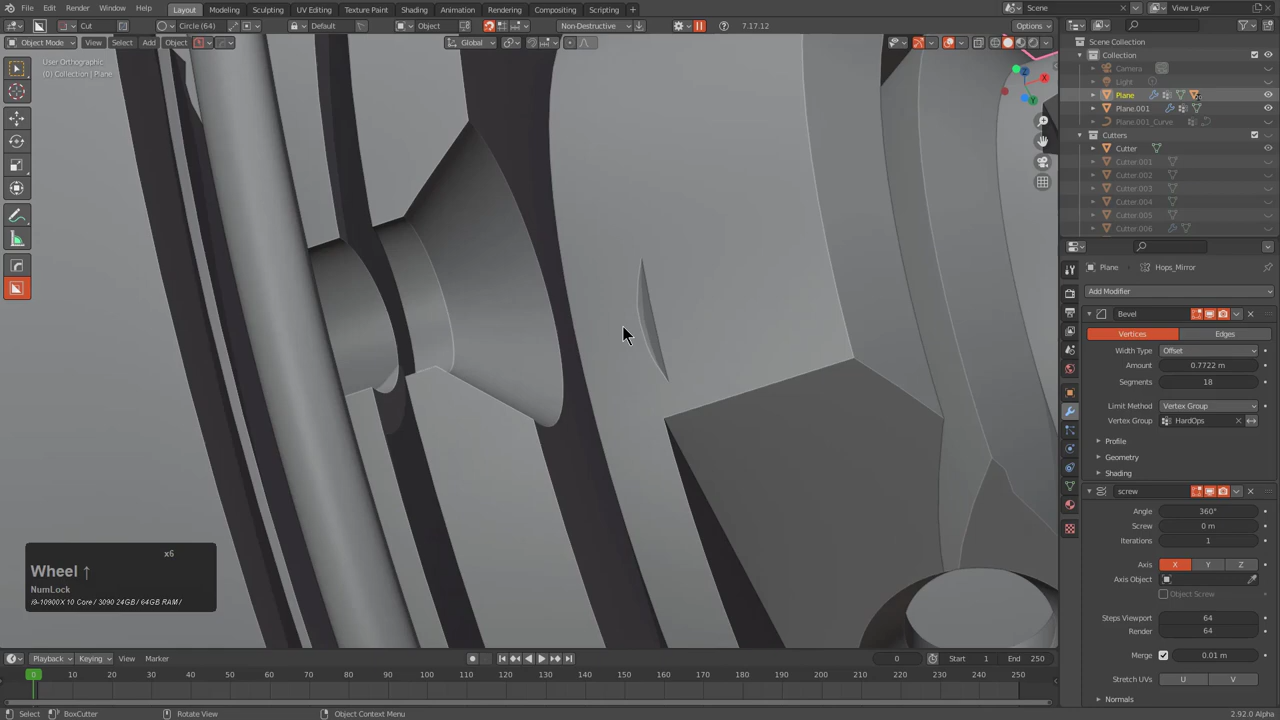 File Edit Render Window Help Layout Modeling Sculpting UV Editing Texture Paint Shading Animation Rendering Compositing Scripting + Scene View Layer
Cut Circle (64) Default Object Non-Destructive 7.17.12 Options
Object Mode View Select Add Object Global
User Orthographic
(0) Collection | Plane
Z X Y
Scene Collection
Collection
Camera
Light
Plane
Plane.001
Plane.001_Curve
Cutters
Cutter
Cutter.001
Cutter.002
Cutter.003
Cutter.004
Cutter.005
Cutter.006
Plane Hops_Mirror
Add Modifier
Bevel
Vertices Edges
Width Type Offset
Amount 0.7722 m
Segments 18
Limit Method Vertex Group
Vertex Group HardOps
Profile
Geometry
Shading
screw
Angle 360°
Screw 0 m
Iterations 1
Axis X Y Z
Axis Object
Object Screw
Steps Viewport 64
Render 64
Merge 0.01 m
Stretch UVs U V
Normals
x6
Wheel ↑
NumLock
i9-10900X 10 Core / 3090 24GB / 64GB RAM /
Playback Keying View Marker 0 Start 1 End 250
0 10 20 30 40 50 60 70 80 90 100 110 120 130 140 150 160 170 180 190 200 210 220 230 240 250
Select BoxCutter Rotate View Object Context Menu 2.92.0 Alpha